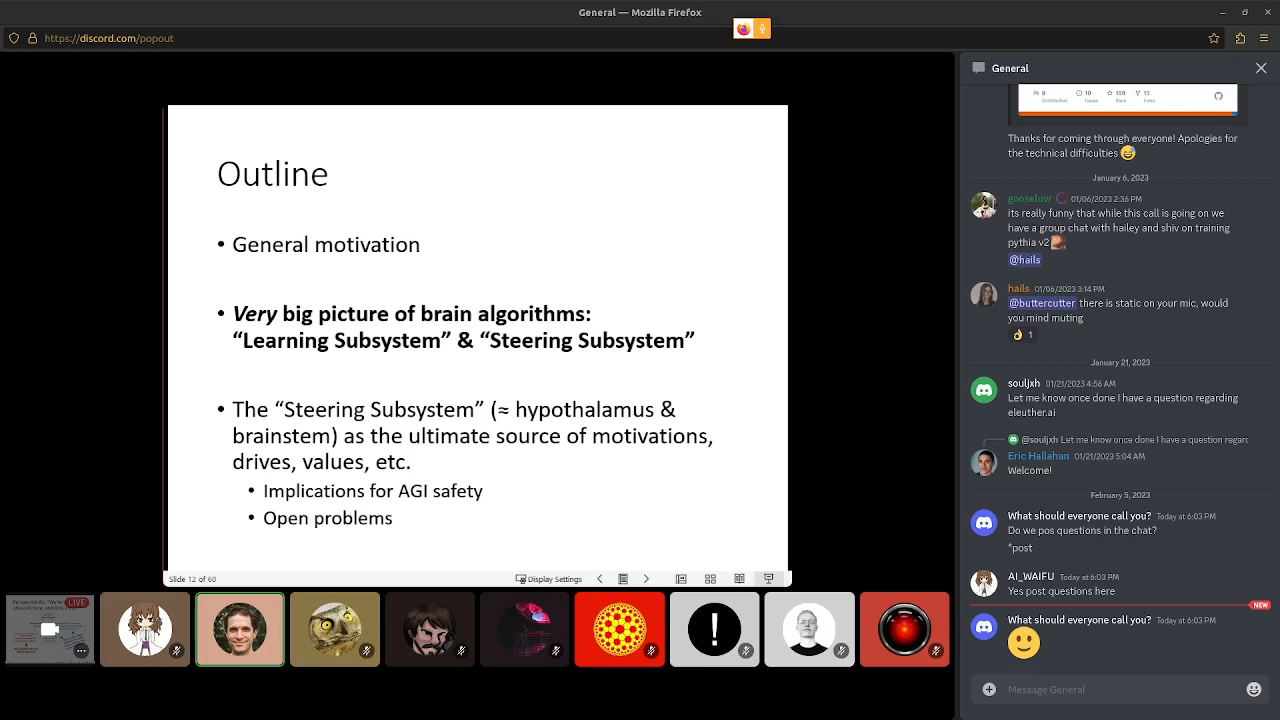 General — Mozilla Firefox
https://discord.com/popout
Outline
• General motivation
• Very big picture of brain algorithms:
“Learning Subsystem” & “Steering Subsystem”
• The “Steering Subsystem” (≈ hypothalamus &
brainstem) as the ultimate source of motivations,
drives, values, etc.
• Implications for AGI safety
• Open problems
Slide 12 of 60
Display Settings
LIVE
General
8
Contributors
10
Issues
159
Stars
13
Forks
Thanks for coming through everyone! Apologies for
the technical difficulties 😅
January 6, 2023
gooseluvr 01/06/2023 2:36 PM
its really funny that while this call is going on we
have a group chat with hailey and shiv on training
pythia v2
@hails
hails 01/06/2023 3:14 PM
@buttercutter there is static on your mic, would
you mind muting
👌 1
January 21, 2023
souljxh 01/21/2023 4:56 AM
Let me know once done I have a question regarding
eleuther.ai
@souljxh Let me know once done I have a question regart
Eric Hallahan 01/21/2023 5:04 AM
Welcome!
February 5, 2023
What should everyone call you? Today at 6:03 PM
Do we pos questions in the chat?
*post
AI_WAIFU Today at 6:03 PM
Yes post questions here
NEW
What should everyone call you? Today at 6:03 PM
🙂
Message General